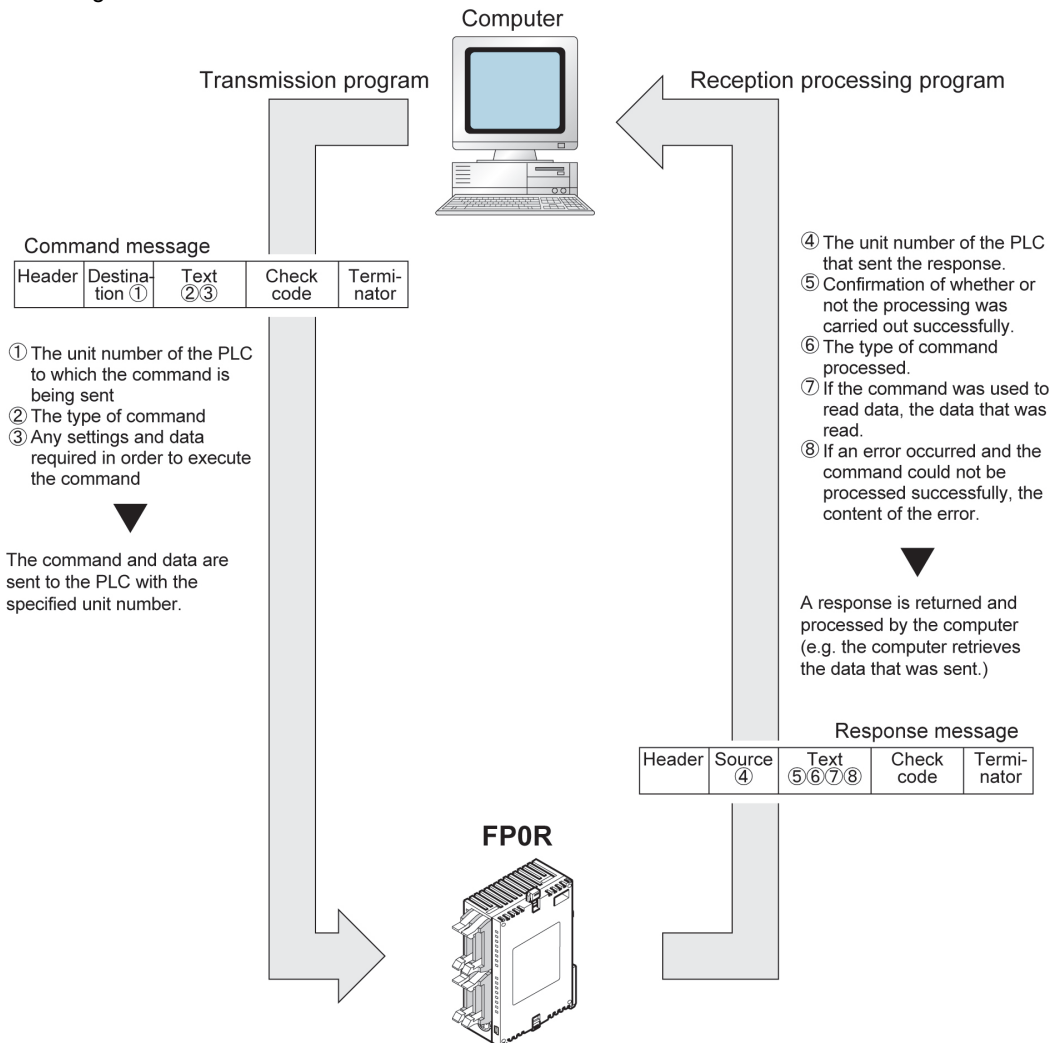 Computer
Transmission program
Reception processing program
Command message
Header
Destina-
tion ①
Text
②③
Check
code
Termi-
nator
① The unit number of the PLC
to which the command is
being sent
② The type of command
③ Any settings and data
required in order to execute
the command
The command and data are
sent to the PLC with the
specified unit number.
④ The unit number of the PLC
that sent the response.
⑤ Confirmation of whether or
not the processing was
carried out successfully.
⑥ The type of command
processed.
⑦ If the command was used to
read data, the data that was
read.
⑧ If an error occurred and the
command could not be
processed successfully, the
content of the error.
A response is returned and
processed by the computer
(e.g. the computer retrieves
the data that was sent.)
Response message
Header
Source
④
Text
⑤⑥⑦⑧
Check
code
Termi-
nator
FP0R